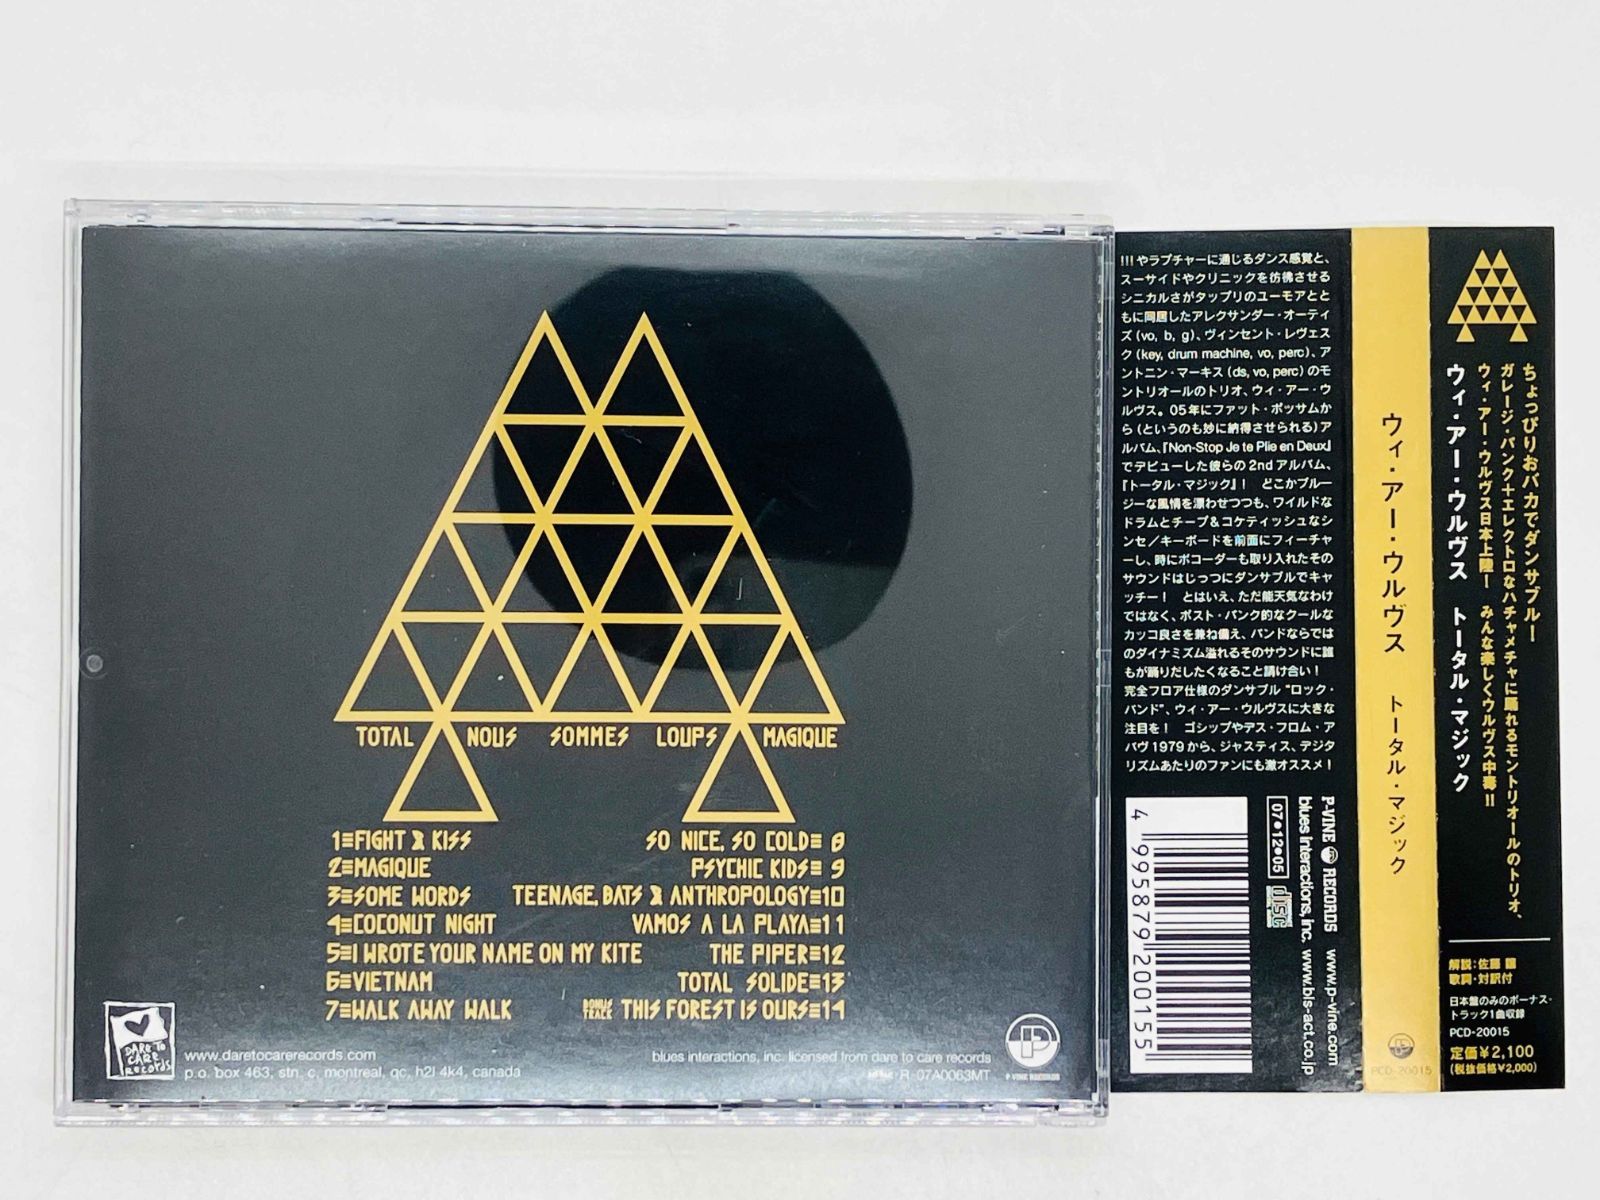 TOTAL NOUS SOMMES LOUPS MAGIQUE
1≡FIGHT & KISS
2≡MAGIQUE
3≡SOME WORDS
4≡COCONUT NIGHT
5≡I WROTE YOUR NAME ON MY KITE
6≡VIETNAM
7≡WALK AWAY WALK
SO NICE, SO COLD≡ 8
PSYCHIC KIDS≡ 9
TEENAGE, BATS & ANTHROPOLOGY≡10
VAMOS A LA PLAYA≡11
THE PIPER≡12
TOTAL SOLIDE≡13
BONUS TRACK THIS FOREST IS OURS≡14
DARE TO
CARE
RECORDS
www.daretocarerecords.com
p.o. box 463, stn. c, montreal, qc, h2l 4k4, canada
blues interactions, inc. licensed from dare to care records
R-07A0063MT
P-VINE RECORDS
!!!やラプチャーに通じるダンス感覚と、
スーサイドやクリニックを彷彿させる
シニカルさがタップリのユーモアとと
もに同居したアレクサンダー・オーティ
ズ(vo, b, g)、ヴィンセント・レヴェス
ク(key, drum machine, vo, perc)、ア
ントニン・マーキス(ds, vo, perc)のモ
ントリオールのトリオ、ウィ・アー・ウ
ルヴス。05年にファット・ポッサムか
ら(というのも妙に納得させられる)ア
ルバム、『Non-Stop Je te Plie en Deux』
でデビューした彼らの2ndアルバム、
『トータル・マジック』! どこかブルー
ジーな風情を漂わせつつも、ワイルドな
ドラムとチープ&コケティッシュなシ
ンセ/キーボードを前面にフィーチャ
ーし、時にボコーダーも取り入れたその
サウンドはじっつにダンサブルでキャ
ッチー! とはいえ、ただ能天気なわけ
ではなく、ポスト・パンク的なクールな
カッコ良さを兼ね備え、バンドならでは
のダイナミズム溢れるそのサウンドに誰
もが踊りだしたくなること請け合い!
完全フロア仕様のダンサブル"ロック・
バンド"、ウィ・アー・ウルヴスに大きな
注目を! ゴシップやデス・フロム・ア
バヴ1979から、ジャスティス、デジタ
リズムあたりのファンにも激オススメ!
4 995879 200155
07•12•05
disc
P-VINE RECORDS www.p-vine.com
blues interactions, inc. www.bls-act.co.jp
ウィ・アー・ウルヴス トータル・マジック
PCD-20015
ちょっぴりおバカでダンサブル!
ガレージ・パンク+エレクトロなハチャメチャに踊れるモントリオールのトリオ、
ウィ・アー・ウルヴス日本上陸! みんな楽しくウルヴス中毒!!
ウィ・アー・ウルヴス トータル・マジック
解説:佐藤
歌詞・対訳付
日本盤のみのボーナス・
トラック1曲収録
PCD-20015
定価¥2,100
(税抜価格¥2,000)